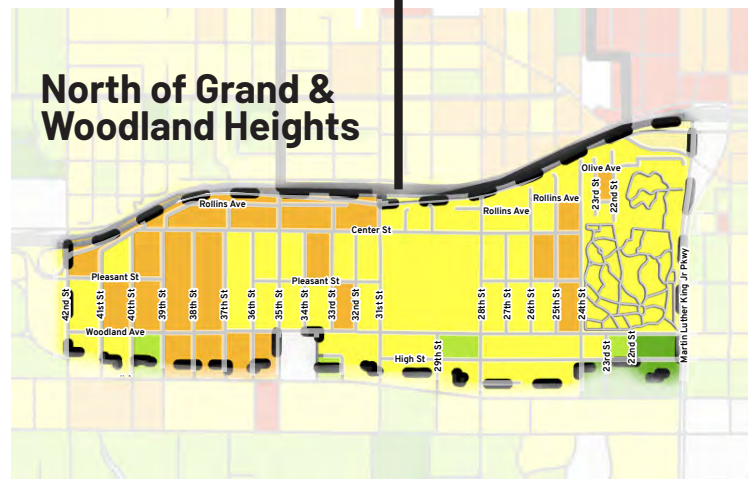 North of Grand &
Woodland Heights
Olive Ave
23rd St
22nd St
Rollins Ave
Rollins Ave
Rollins Ave
Center St
Pleasant St
Pleasant St
42nd St
41st St
40th St
39th St
38th St
37th St
36th St
35th St
34th St
33rd St
32nd St
31st St
28th St
27th St
26th St
25th St
24th St
Martin Luther King Jr Pkwy
Woodland Ave
High St
29th St
23rd St
22nd St